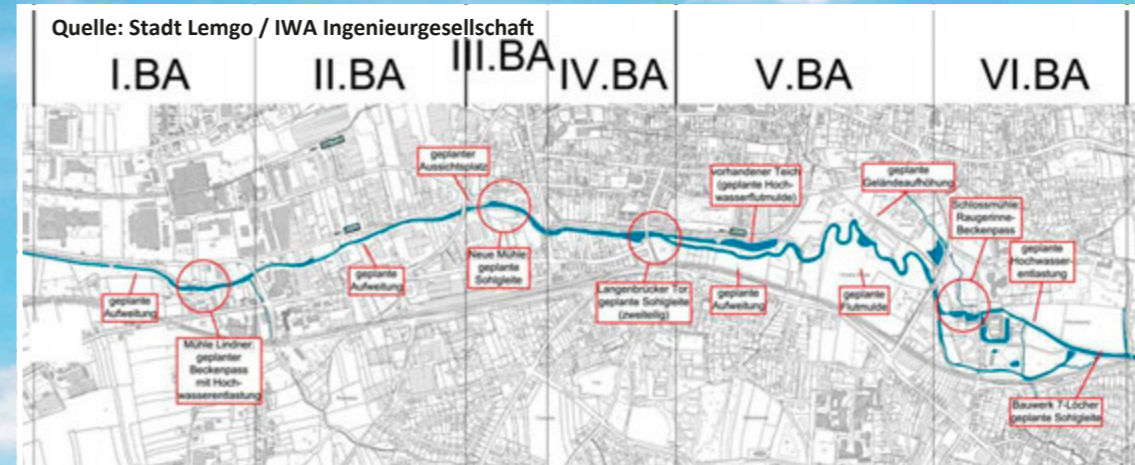 Quelle: Stadt Lemgo / IWA Ingenieurgesellschaft
I.BA
II.BA
III.BA
IV.BA
V.BA
VI.BA
geplante
Aufweitung
Mühle Lindner:
geplanter
Beckenpass
mit Hoch-
wasserentlastung
geplante
Aufweitung
geplanter
Aussichtsplatz
Neue Mühle:
geplante
Sohlgleite
Langenbrücker Tor:
geplante Sohlgleite
(zweiteilig)
vorhandener Teich
(geplante Hoch-
wasserflutmulde)
geplante
Aufweitung
geplante
Flutmulde
geplante
Geländeaufhöhung
Schlossmühle:
Raugerinne-
Beckenpass
geplante
Hochwasser-
entlastung
Bauwerk 7-Löcher
geplante Sohlgleite